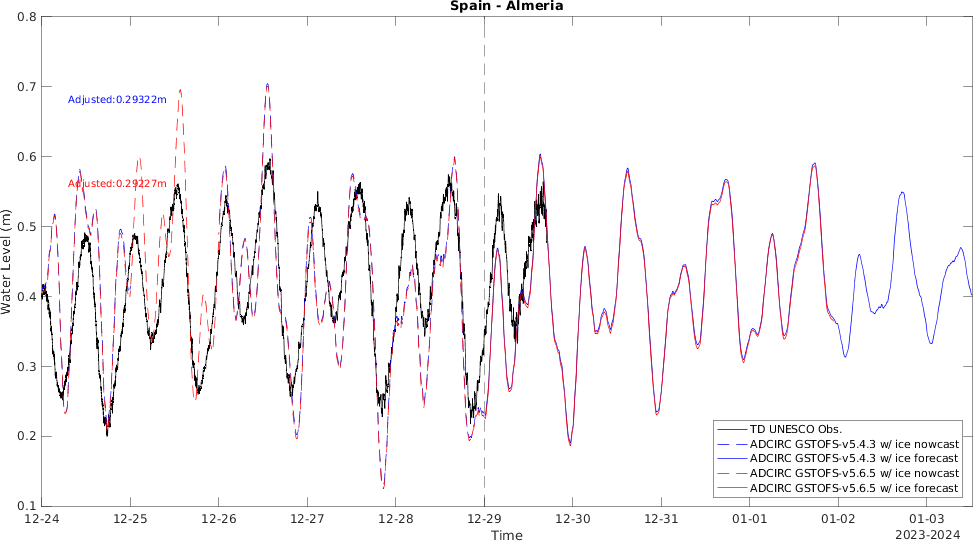 Spain - Almeria
0.8
0.7
0.6
0.5
0.4
0.3
0.2
0.1
Water Level (m)
Adjusted:0.29322m
Adjusted:0.29227m
TD UNESCO Obs.
ADCIRC GSTOFS-v5.4.3 w/ ice nowcast
ADCIRC GSTOFS-v5.4.3 w/ ice forecast
ADCIRC GSTOFS-v5.6.5 w/ ice nowcast
ADCIRC GSTOFS-v5.6.5 w/ ice forecast
12-24 12-25 12-26 12-27 12-28 12-29 12-30 12-31 01-01 01-02 01-03
Time
2023-2024